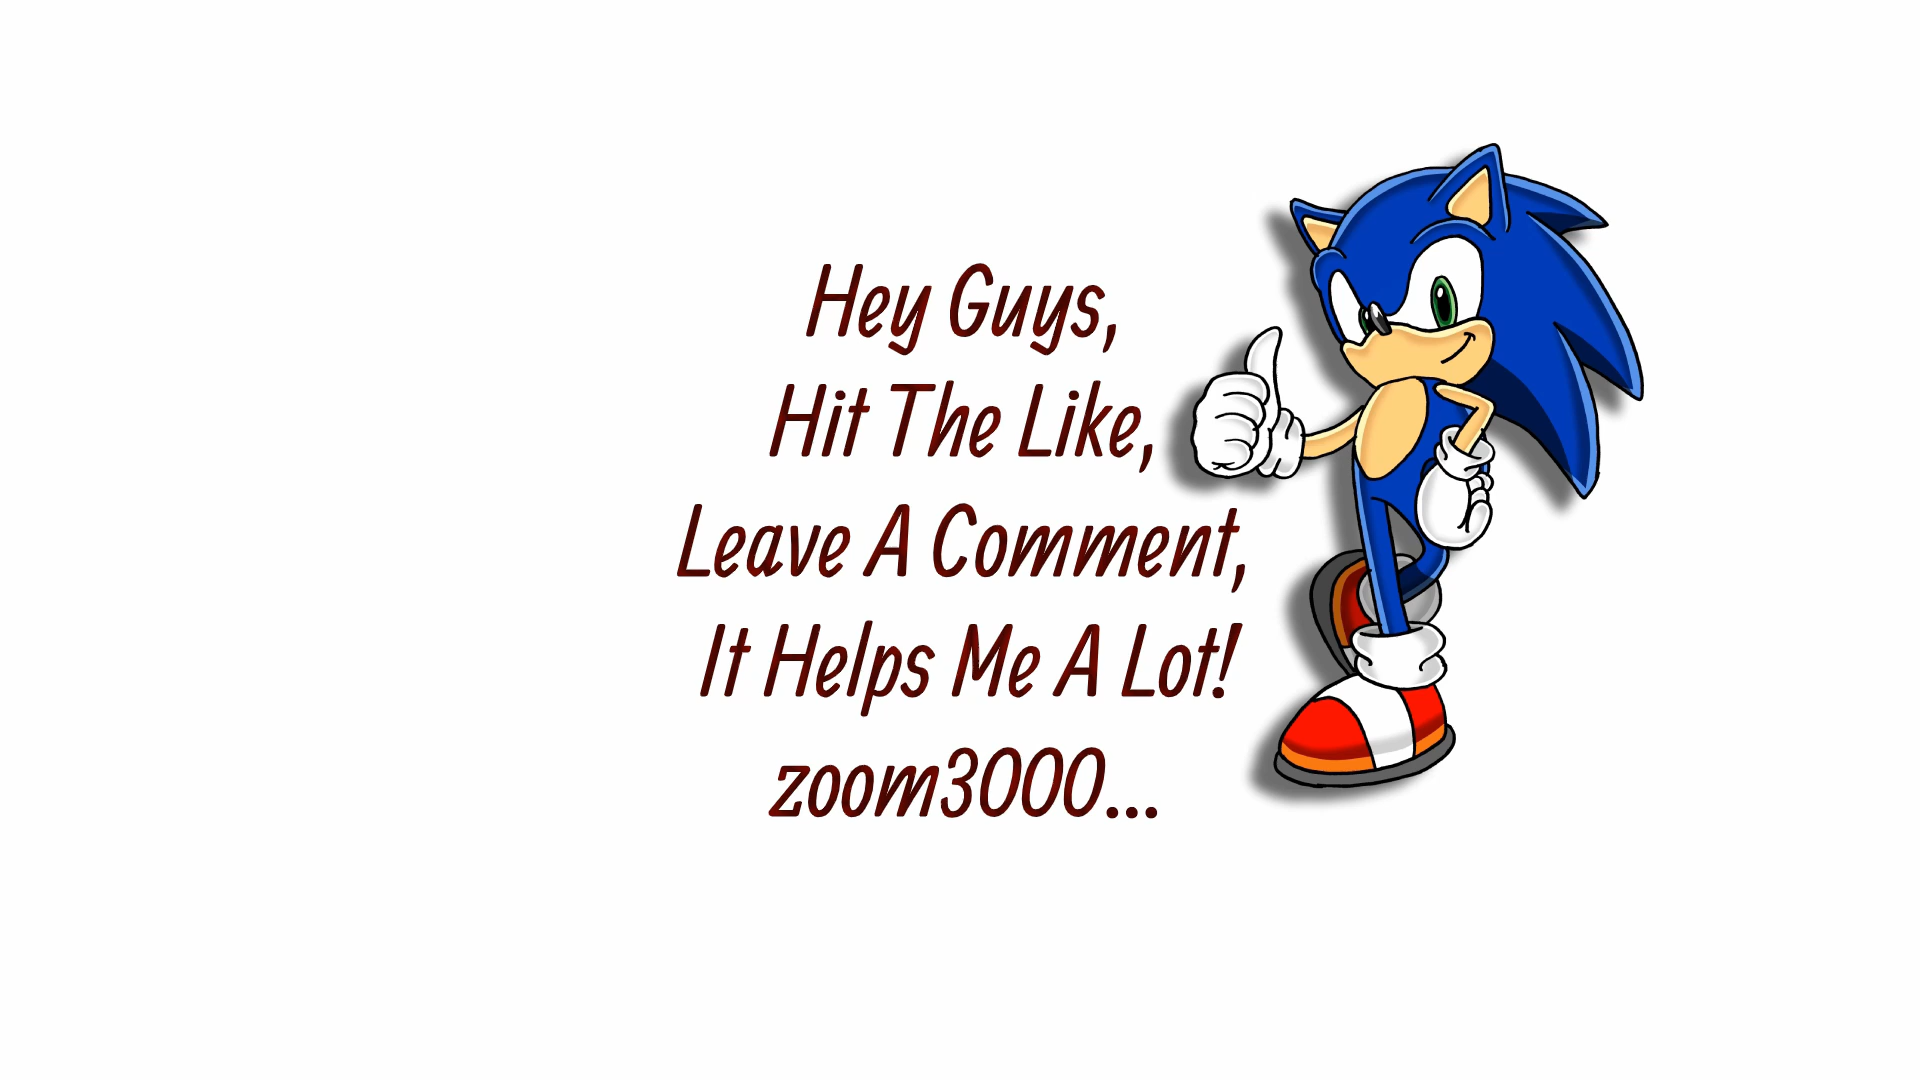 Hey Guys,
Hit The Like,
Leave A Comment,
It Helps Me A Lot!
zoom3000...